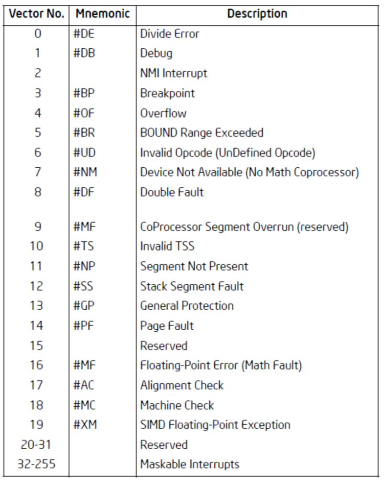 Vector No. Mnemonic Description
0 #DE Divide Error
1 #DB Debug
2 NMI Interrupt
3 #BP Breakpoint
4 #OF Overflow
5 #BR BOUND Range Exceeded
6 #UD Invalid Opcode (UnDefined Opcode)
7 #NM Device Not Available (No Math Coprocessor)
8 #DF Double Fault
9 #MF CoProcessor Segment Overrun (reserved)
10 #TS Invalid TSS
11 #NP Segment Not Present
12 #SS Stack Segment Fault
13 #GP General Protection
14 #PF Page Fault
15 Reserved
16 #MF Floating-Point Error (Math Fault)
17 #AC Alignment Check
18 #MC Machine Check
19 #XM SIMD Floating-Point Exception
20-31 Reserved
32-255 Maskable Interrupts